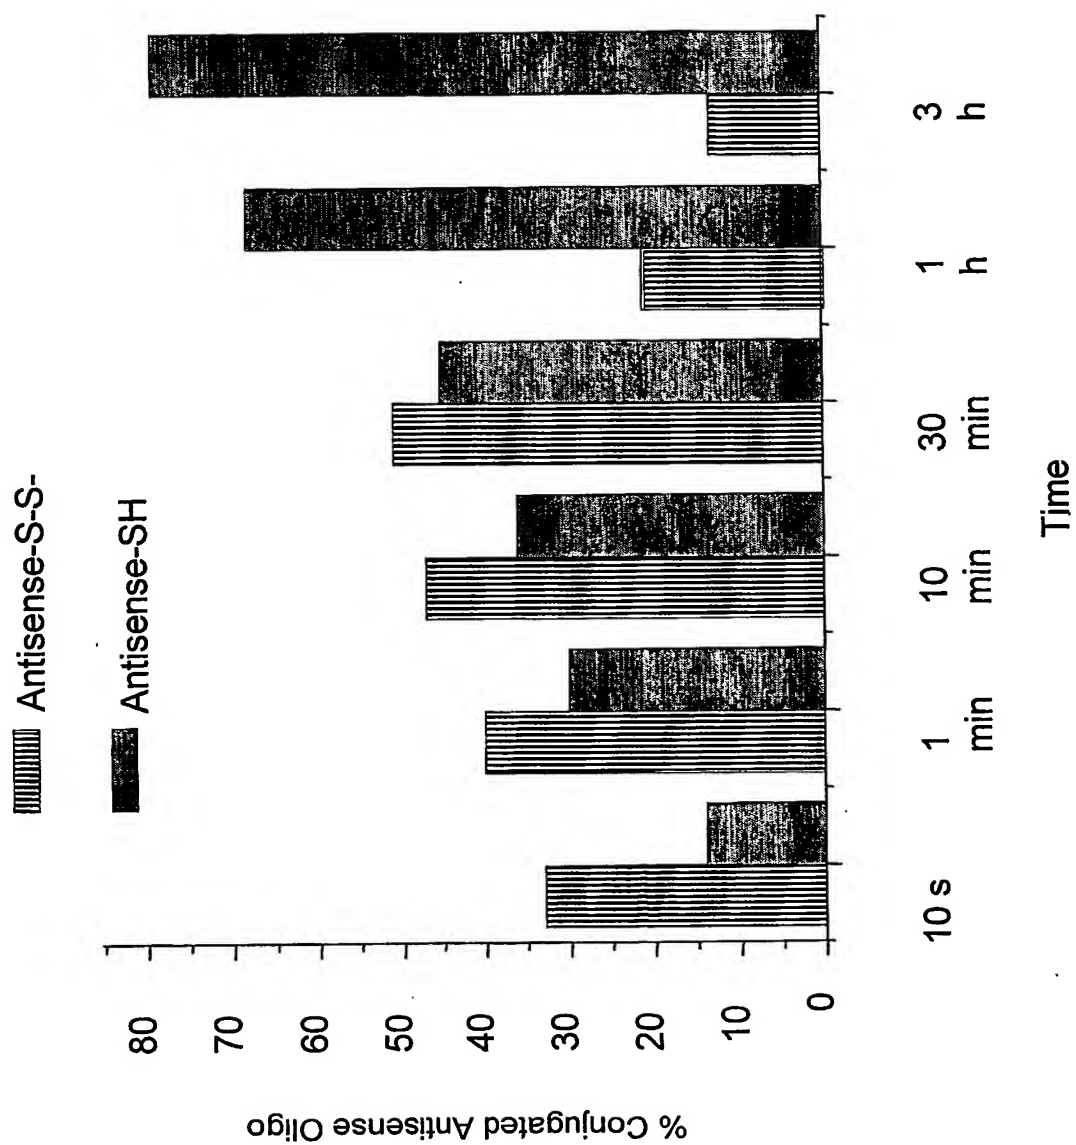 Antisense-S-S-
Antisense-SH
% Conjugated Antisense Oligo
80
70
60
50
40
30
20
10
0
10 s
1
min
10
min
30
min
1
h
3
h
Time